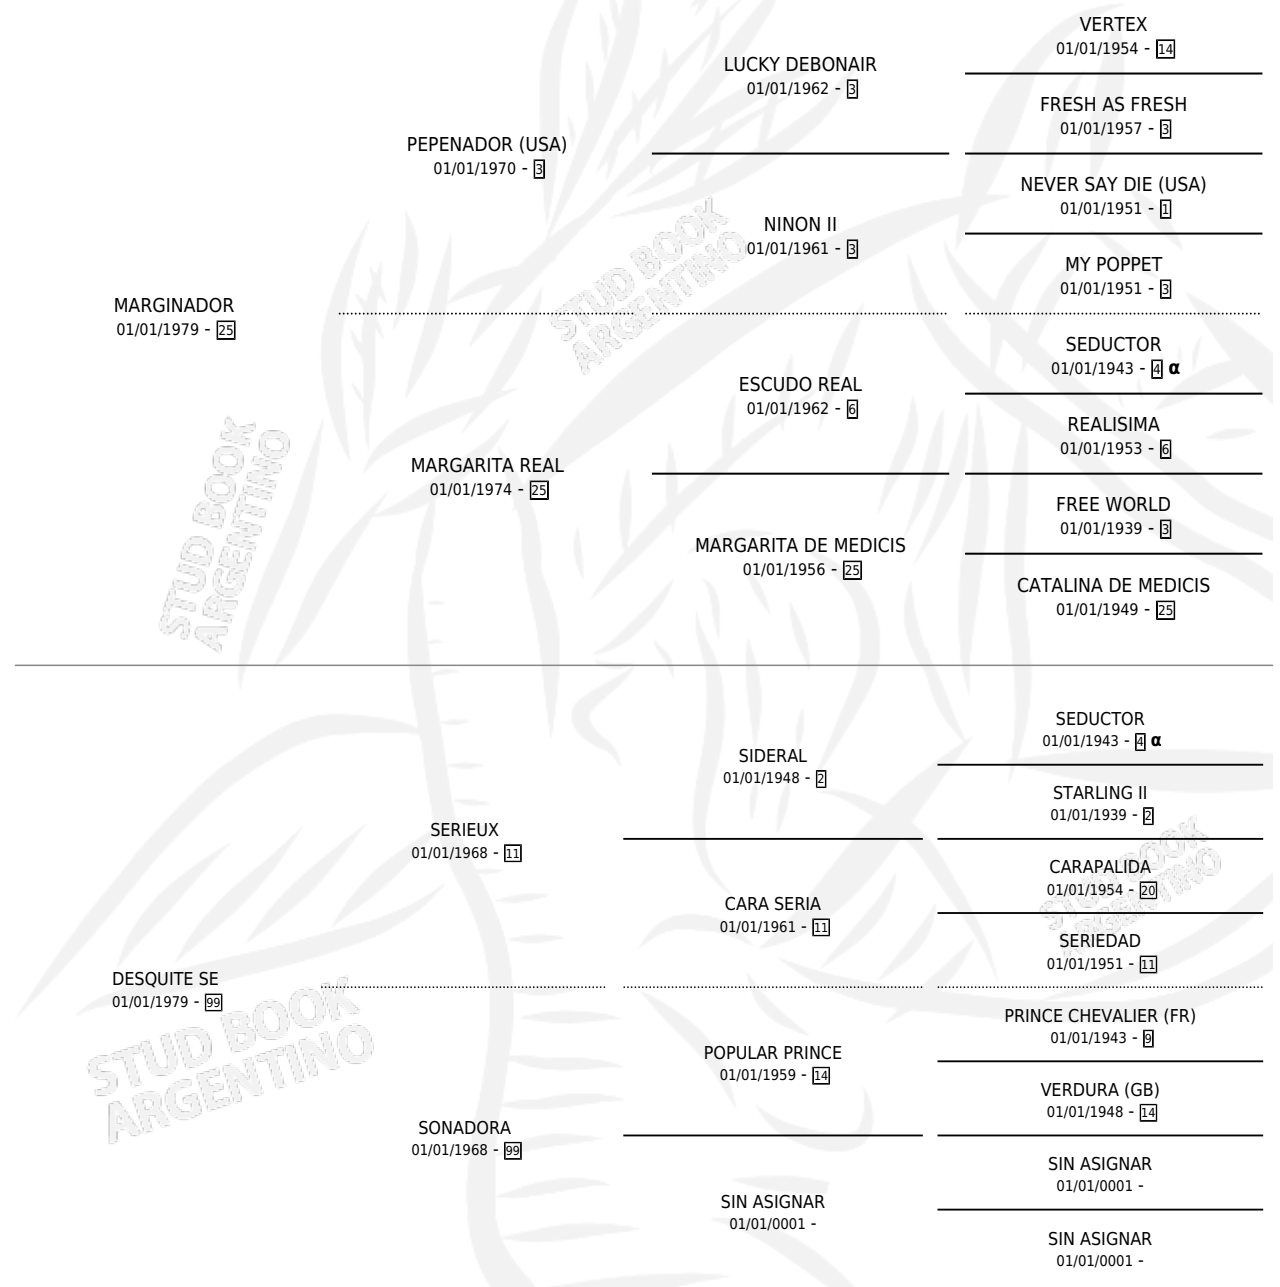 VERTEX
01/01/1954 - 14
LUCKY DEBONAIR
01/01/1962 - 3
FRESH AS FRESH
01/01/1957 - 3
PEPENADOR (USA)
01/01/1970 - 3
NEVER SAY DIE (USA)
01/01/1951 - 1
NINON II
01/01/1961 - 3
MY POPPET
01/01/1951 - 3
MARGINADOR
01/01/1979 - 25
SEDUCTOR
01/01/1943 - 4 α
ESCUDO REAL
01/01/1962 - 6
REALISIMA
01/01/1953 - 6
MARGARITA REAL
01/01/1974 - 25
FREE WORLD
01/01/1939 - 3
MARGARITA DE MEDICIS
01/01/1956 - 25
CATALINA DE MEDICIS
01/01/1949 - 25
STUD BOOK
ARGENTINO
STUD BOOK
ARGENTINO
SEDUCTOR
01/01/1943 - 4 α
SIDERAL
01/01/1948 - 2
STARLING II
01/01/1939 - 2
SERIEUX
01/01/1968 - 11
CARAPALIDA
01/01/1954 - 20
CARA SERIA
01/01/1961 - 11
SERIEDAD
01/01/1951 - 11
DESQUITE SE
01/01/1979 - 99
PRINCE CHEVALIER (FR)
01/01/1943 - 9
POPULAR PRINCE
01/01/1959 - 14
VERDURA (GB)
01/01/1948 - 14
SONADORA
01/01/1968 - 99
SIN ASIGNAR
01/01/0001 -
SIN ASIGNAR
01/01/0001 -
SIN ASIGNAR
01/01/0001 -
STUD BOOK
ARGENTINO
STUD BOOK
ARGENTINO